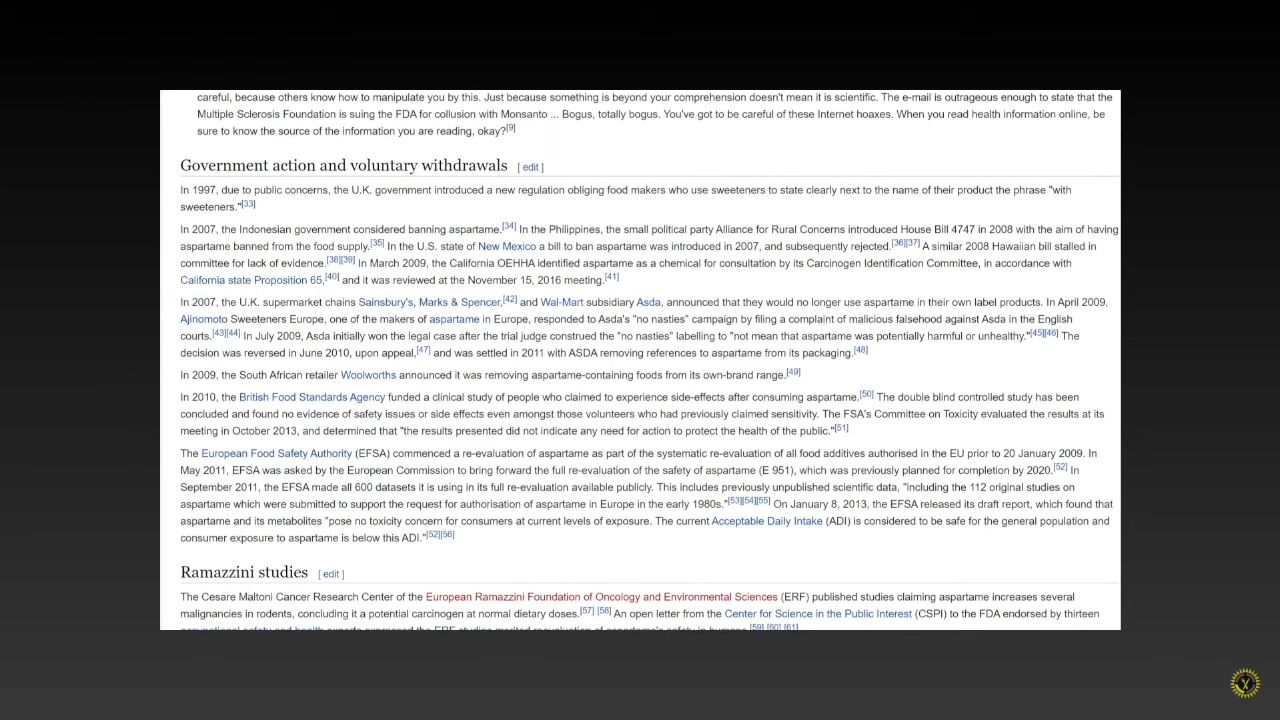 careful, because others know how to manipulate you by this. Just because something is beyond your comprehension doesn't mean it is scientific. The e-mail is outrageous enough to state that the
Multiple Sclerosis Foundation is suing the FDA for collusion with Monsanto ... Bogus, totally bogus. You've got to be careful of these Internet hoaxes. When you read health information online, be
sure to know the source of the information you are reading, okay?[9]
Government action and voluntary withdrawals [ edit ]
In 1997, due to public concerns, the U.K. government introduced a new regulation obliging food makers who use sweeteners to state clearly next to the name of their product the phrase "with
sweeteners."[33]
In 2007, the Indonesian government considered banning aspartame.[34] In the Philippines, the small political party Alliance for Rural Concerns introduced House Bill 4747 in 2008 with the aim of having
aspartame banned from the food supply.[35] In the U.S. state of New Mexico a bill to ban aspartame was introduced in 2007, and subsequently rejected.[36][37] A similar 2008 Hawaiian bill stalled in
committee for lack of evidence.[38][39] In March 2009, the California OEHHA identified aspartame as a chemical for consultation by its Carcinogen Identification Committee, in accordance with
California state Proposition 65,[40] and it was reviewed at the November 15, 2016 meeting.[41]
In 2007, the U.K. supermarket chains Sainsbury's, Marks & Spencer,[42] and Wal-Mart subsidiary Asda, announced that they would no longer use aspartame in their own label products. In April 2009,
Ajinomoto Sweeteners Europe, one of the makers of aspartame in Europe, responded to Asda's "no nasties" campaign by filing a complaint of malicious falsehood against Asda in the English
courts.[43][44] In July 2009, Asda initially won the legal case after the trial judge construed the "no nasties" labelling to "not mean that aspartame was potentially harmful or unhealthy."[45][46] The
decision was reversed in June 2010, upon appeal,[47] and was settled in 2011 with ASDA removing references to aspartame from its packaging.[48]
In 2009, the South African retailer Woolworths announced it was removing aspartame-containing foods from its own-brand range.[49]
In 2010, the British Food Standards Agency funded a clinical study of people who claimed to experience side-effects after consuming aspartame.[50] The double blind controlled study has been
concluded and found no evidence of safety issues or side effects even amongst those volunteers who had previously claimed sensitivity. The FSA's Committee on Toxicity evaluated the results at its
meeting in October 2013, and determined that "the results presented did not indicate any need for action to protect the health of the public."[51]
The European Food Safety Authority (EFSA) commenced a re-evaluation of aspartame as part of the systematic re-evaluation of all food additives authorised in the EU prior to 20 January 2009. In
May 2011, EFSA was asked by the European Commission to bring forward the full re-evaluation of the safety of aspartame (E 951), which was previously planned for completion by 2020.[52] In
September 2011, the EFSA made all 600 datasets it is using in its full re-evaluation available publicly. This includes previously unpublished scientific data, "including the 112 original studies on
aspartame which were submitted to support the request for authorisation of aspartame in Europe in the early 1980s."[53][54][55] On January 8, 2013, the EFSA released its draft report, which found that
aspartame and its metabolites "pose no toxicity concern for consumers at current levels of exposure. The current Acceptable Daily Intake (ADI) is considered to be safe for the general population and
consumer exposure to aspartame is below this ADI."[52][56]
Ramazzini studies [ edit ]
The Cesare Maltoni Cancer Research Center of the European Ramazzini Foundation of Oncology and Environmental Sciences (ERF) published studies claiming aspartame increases several
malignancies in rodents, concluding it a potential carcinogen at normal dietary doses.[57] [58] An open letter from the Center for Science in the Public Interest (CSPI) to the FDA endorsed by thirteen
occupational safety and health experts expressed the ERF studies merited reevaluation of aspartame's safety in humans.[59] [60] [61]